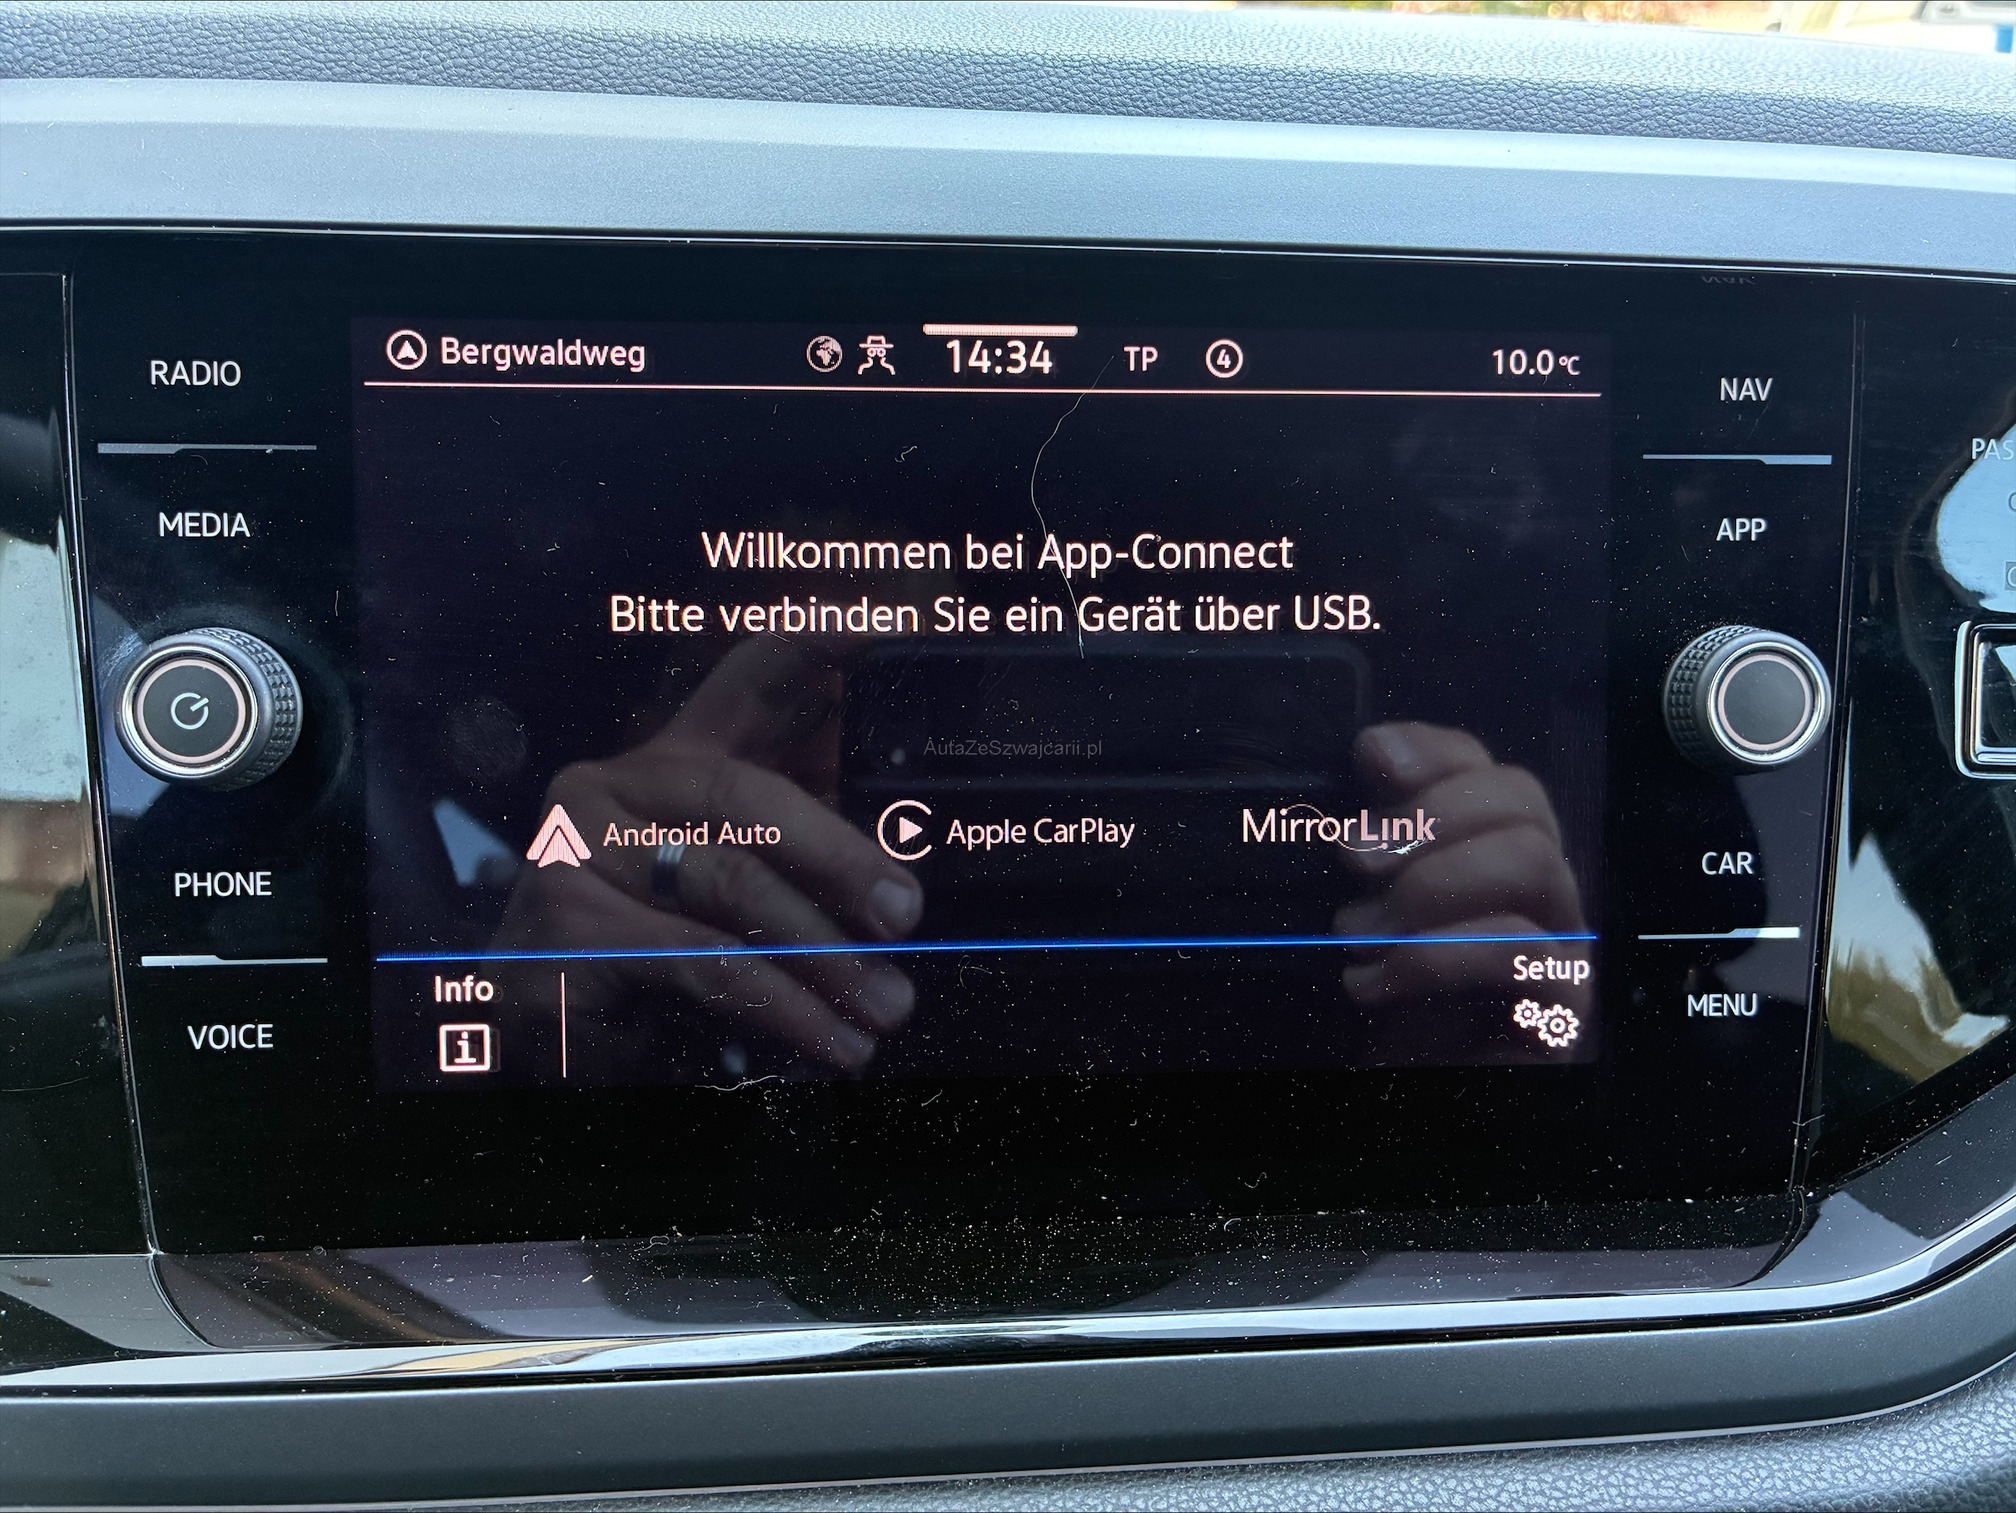 RADIO
MEDIA
PHONE
VOICE
Bergwaldweg
14:34
TP
4
10.0°C
Willkommen bei App-Connect
Bitte verbinden Sie ein Gerät über USB.
AutaZeSzwajcarii.pl
Android Auto
Apple CarPlay
MirrorLink
Info
i
Setup
NAV
APP
CAR
MENU
PAS